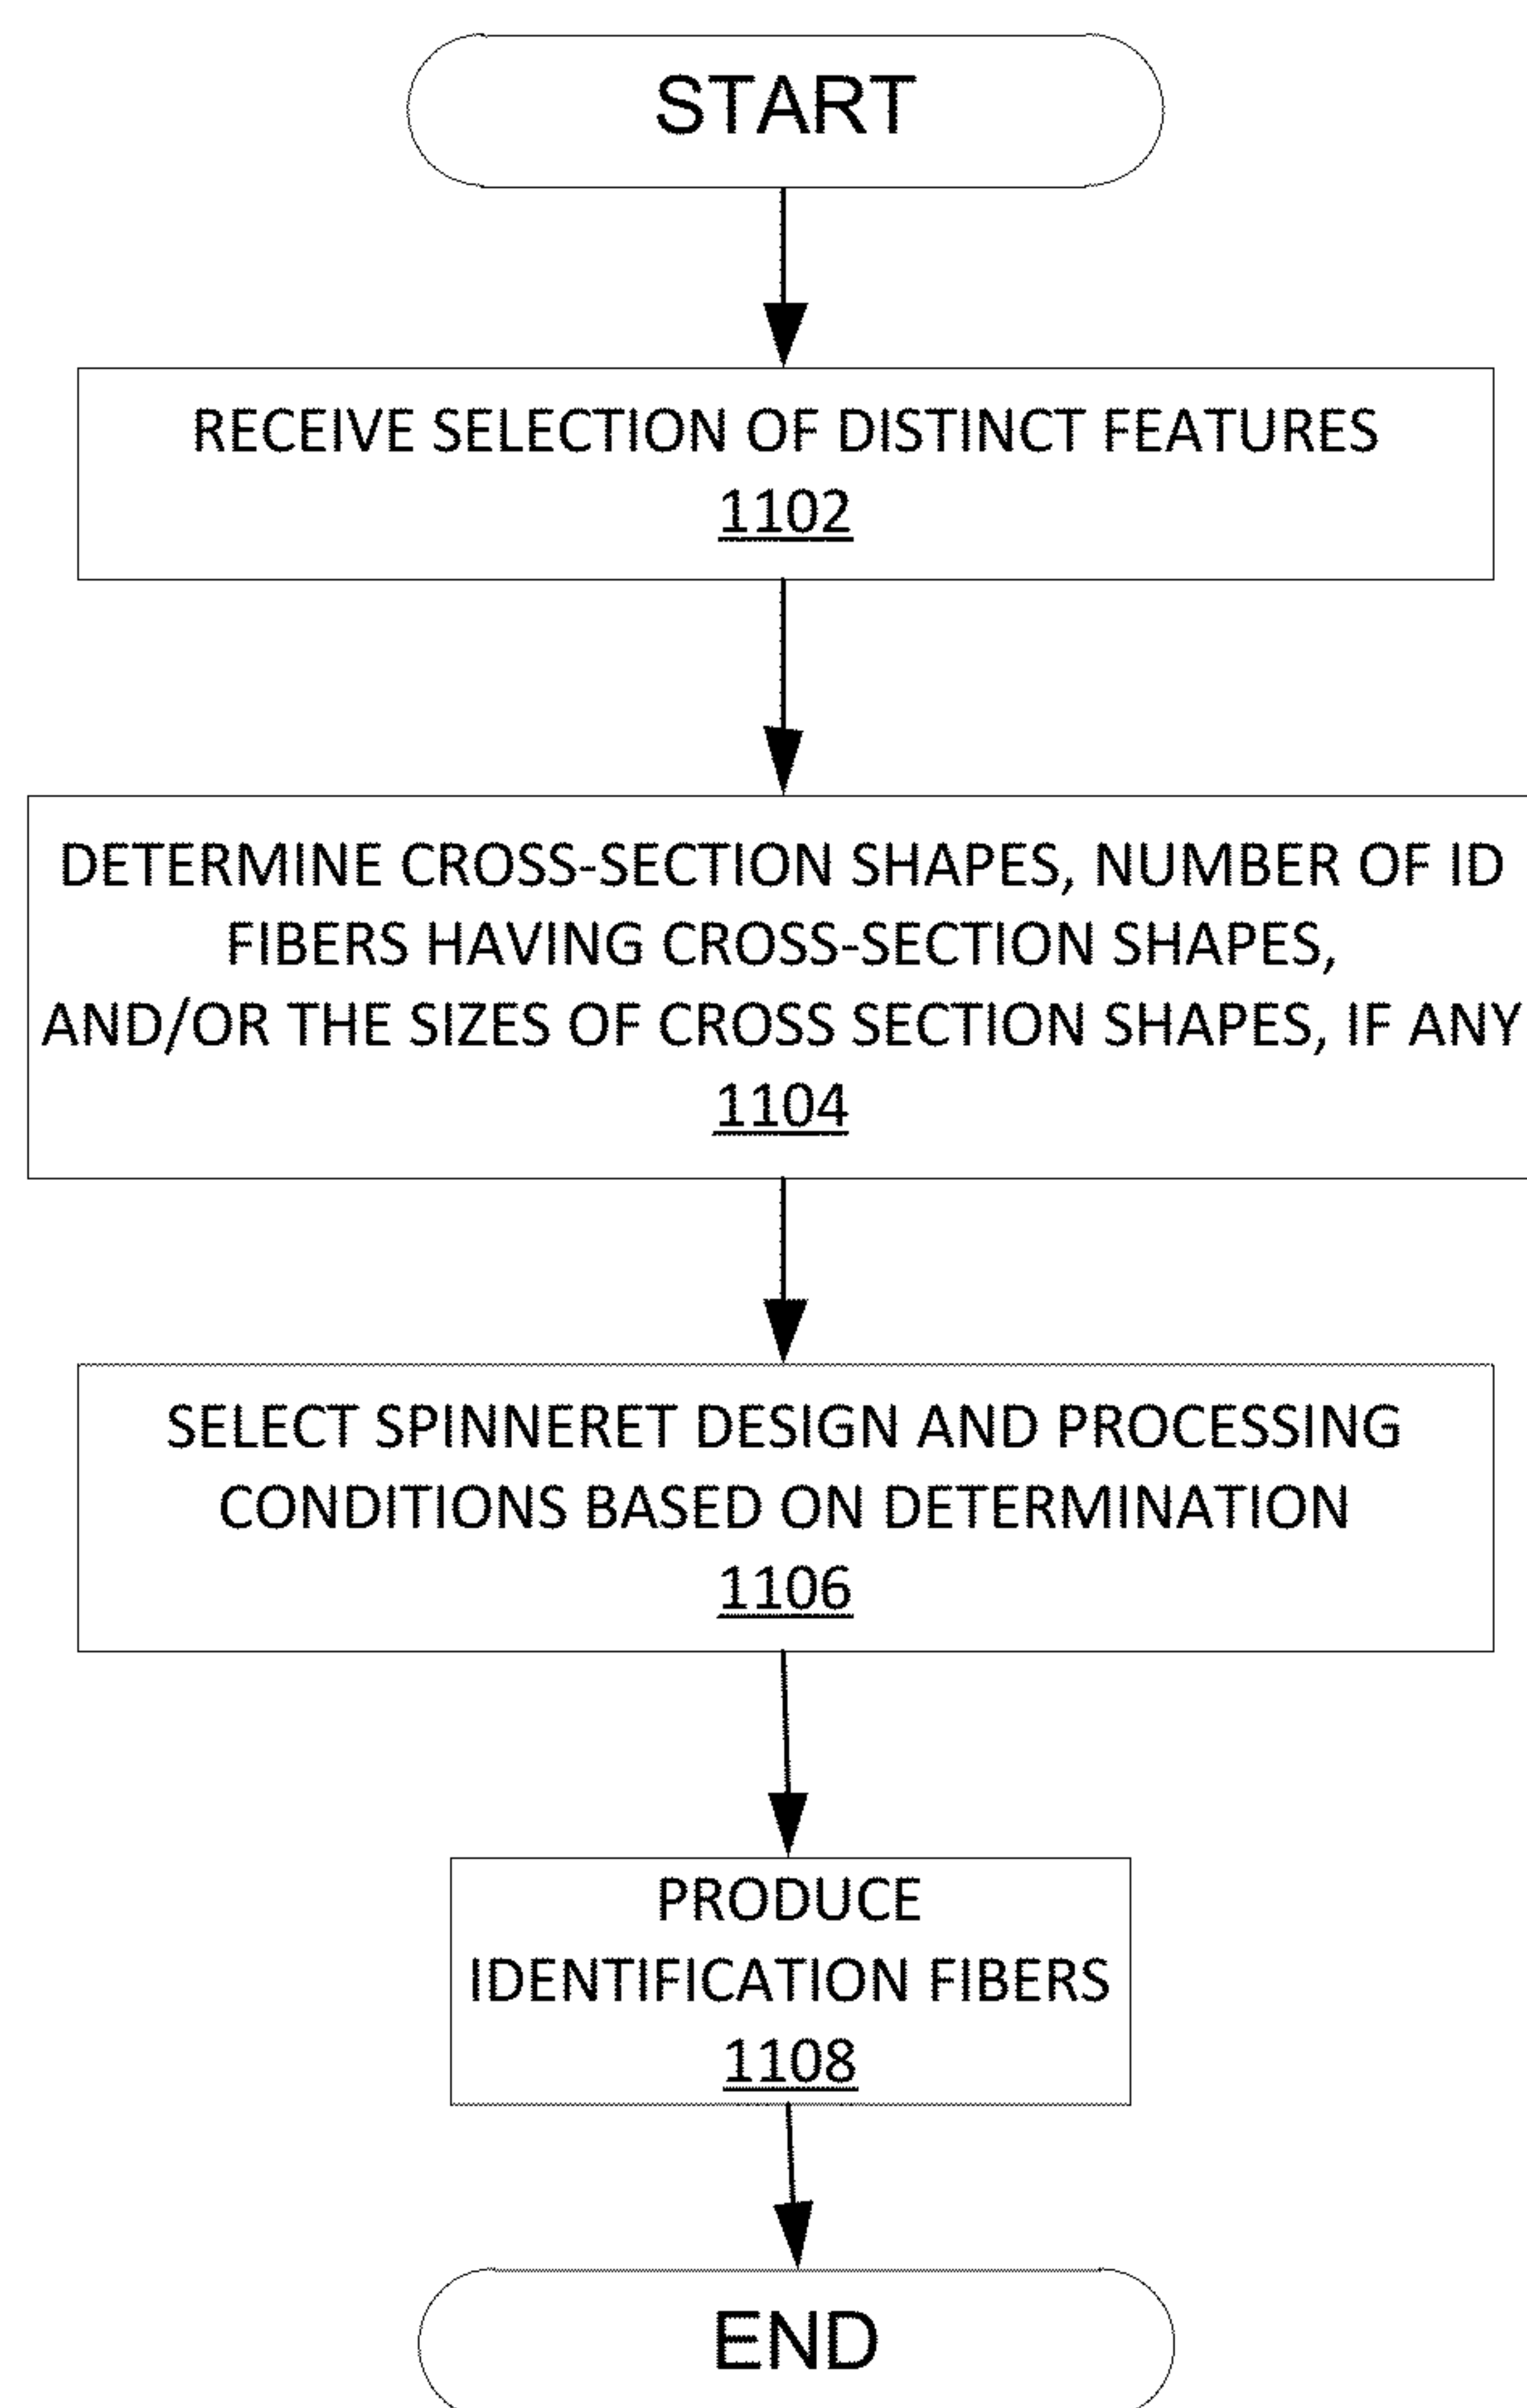 START
RECEIVE SELECTION OF DISTINCT FEATURES
1102
DETERMINE CROSS-SECTION SHAPES, NUMBER OF ID
FIBERS HAVING CROSS-SECTION SHAPES,
AND/OR THE SIZES OF CROSS SECTION SHAPES, IF ANY
1104
SELECT SPINNERET DESIGN AND PROCESSING
CONDITIONS BASED ON DETERMINATION
1106
PRODUCE
IDENTIFICATION FIBERS
1108
END